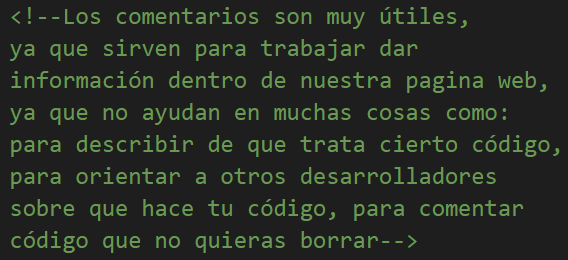 <!--Los comentarios son muy útiles,
ya que sirven para trabajar dar
información dentro de nuestra pagina web,
ya que no ayudan en muchas cosas como:
para describir de que trata cierto código,
para orientar a otros desarrolladores
sobre que hace tu código, para comentar
código que no quieras borrar-->